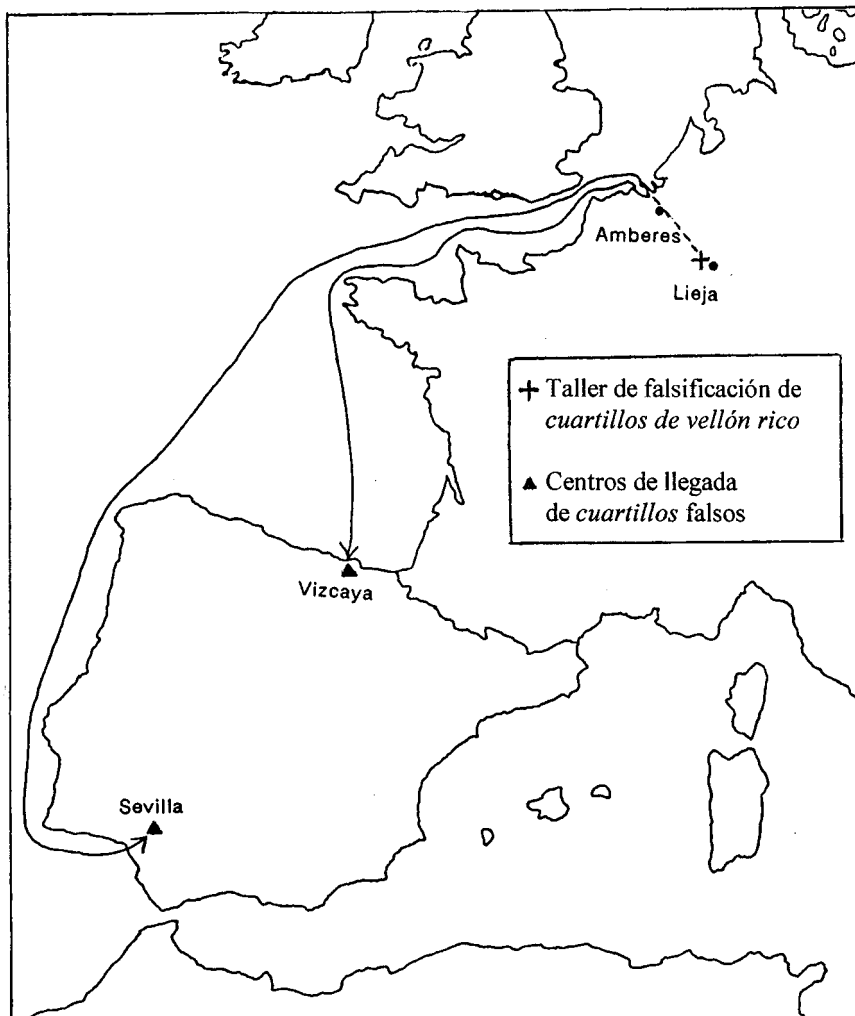 Amberes
Lieja
Taller de falsificación de
cuartillos de vellón rico
Centros de llegada
de cuartillos falsos
Vizcaya
Sevilla